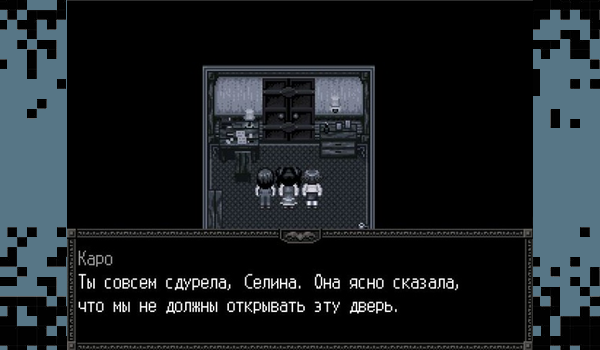 Каро
Ты совсем сдурела, Селина. Она ясно сказала,
что мы не должны открывать эту дверь.